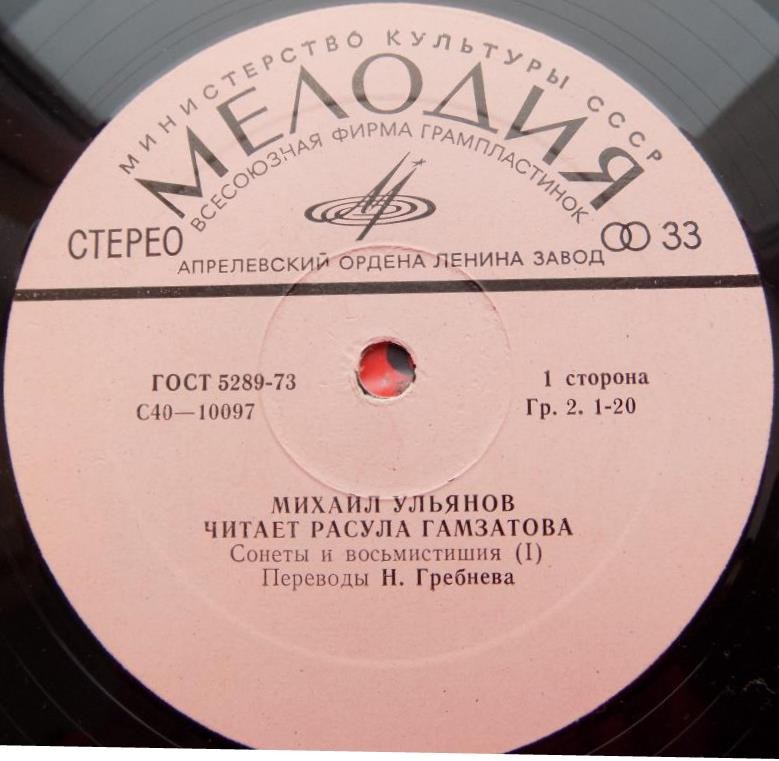 МИНИСТЕРСТВО КУЛЬТУРЫ СССР
МЕЛОДИЯ
ВСЕСОЮЗНАЯ ФИРМА ГРАМПЛАСТИНОК
СТЕРЕО
33
АПРЕЛЕВСКИЙ ОРДЕНА ЛЕНИНА ЗАВОД
ГОСТ 5289-73
1 сторона
С40—10097
Гр. 2. 1-20
МИХАИЛ УЛЬЯНОВ
ЧИТАЕТ РАСУЛА ГАМЗАТОВА
Сонеты и восьмистишия (I)
Переводы Н. Гребнева